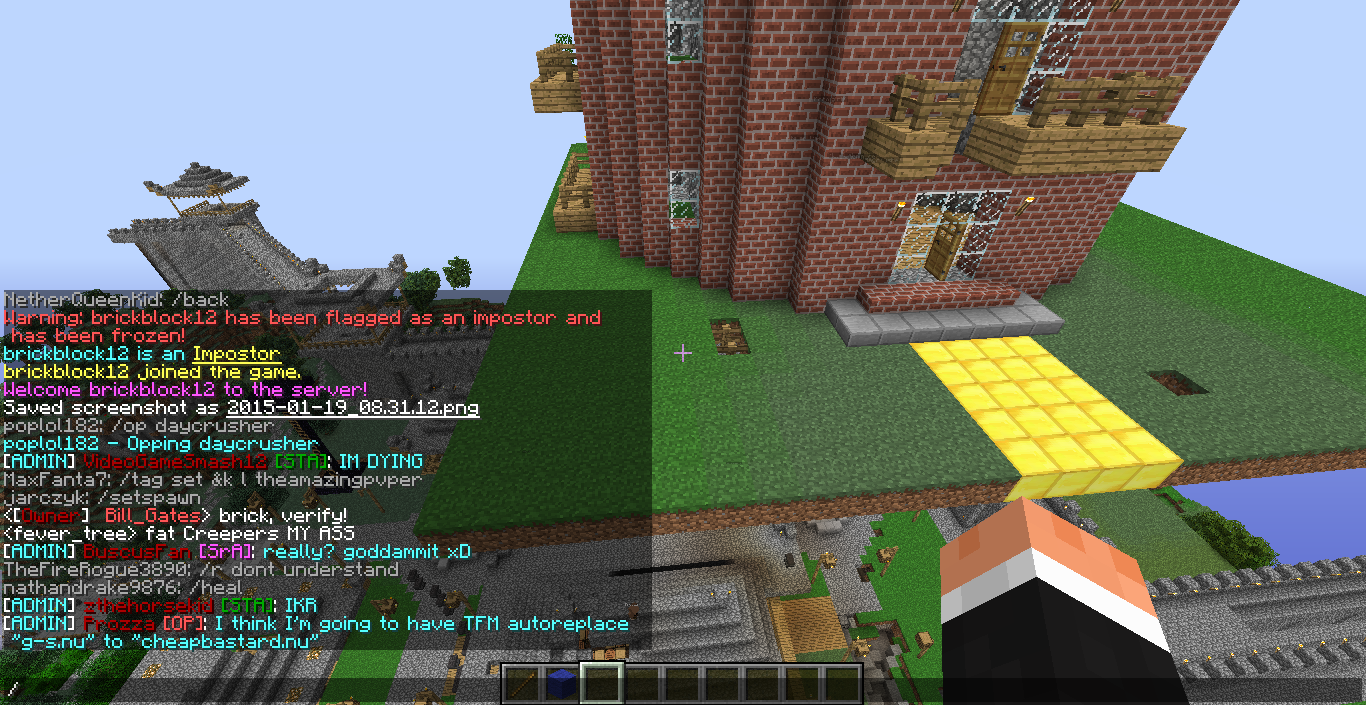 NetherQueenKid: /back
Warning: brickblock12 has been flagged as an impostor and
has been frozen!
brickblock12 is an Impostor
brickblock12 joined the game.
Welcome brickblock12 to the server!
Saved screenshot as 2015-01-19_08.31.12.png
poplol182: /op daycrusher
poplol182 - Opping daycrusher
[ADMIN] VideoGameSmash12 [STA]: IM DYING
MaxFanta7: /tag set &k l theamazingpvper
jarczyk: /setspawn
<[Owner] Bill_Gates> brick, verify!
<fever_tree> fat Creepers MY ASS
[ADMIN] BuscusFan [SrA]: really? goddammit xD
TheFireRogue3890: /r dont understand
nathandrake9876: /heal
[ADMIN] zthehorsekid [STA]: IKR
[ADMIN] Prozza [OP]: I think I'm going to have TFM autoreplace
"g-s.nu" to "cheapbastard.nu"
/